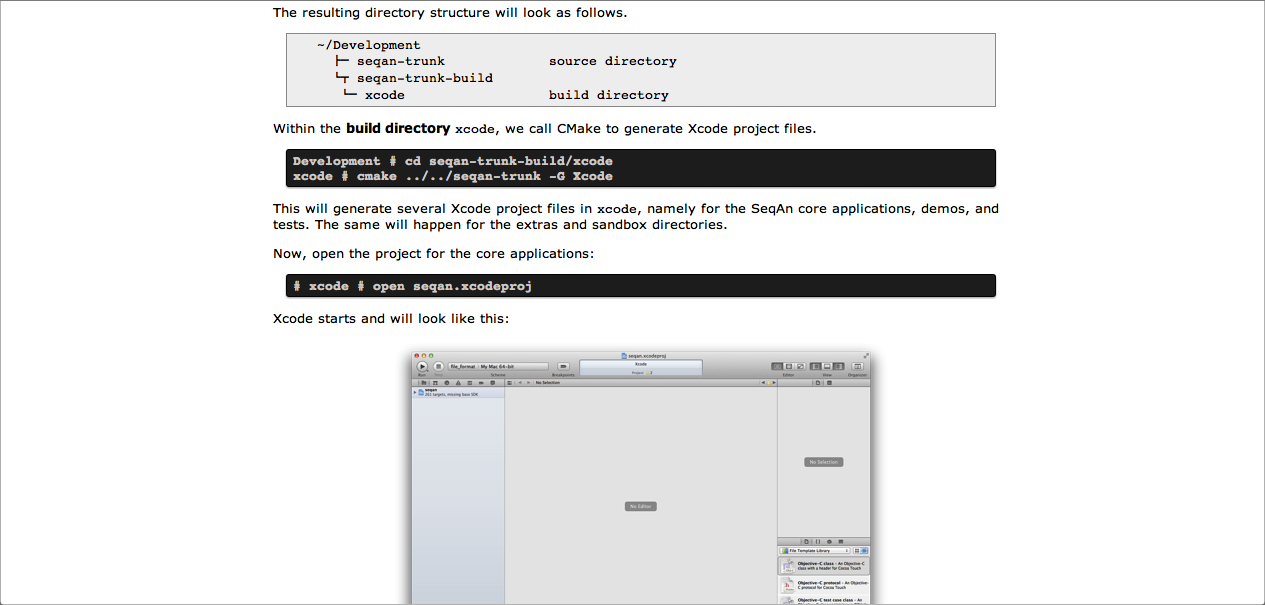 The resulting directory structure will look as follows.
~/Development
├─ seqan-trunk source directory
└┬ seqan-trunk-build
└─ xcode build directory
Within the build directory xcode, we call CMake to generate Xcode project files.
Development # cd seqan-trunk-build/xcode
xcode # cmake ../../seqan-trunk -G Xcode
This will generate several Xcode project files in xcode, namely for the SeqAn core applications, demos, and
tests. The same will happen for the extras and sandbox directories.
Now, open the project for the core applications:
# xcode # open seqan.xcodeproj
Xcode starts and will look like this:
seqan.xcodeproj
file_format My Mac 64-bit
Xcode
Project 2
Run Stop Scheme Breakpoints Editor View Organizer
No Selection
seqan
targets, missing base SDK
No Selection
No Editor
File Template Library
Objective-C class - An Objective-C
class with a header for Cocoa Touch
Objective-C protocol - An Objective-
C protocol for Cocoa Touch
Objective-C test case class - An